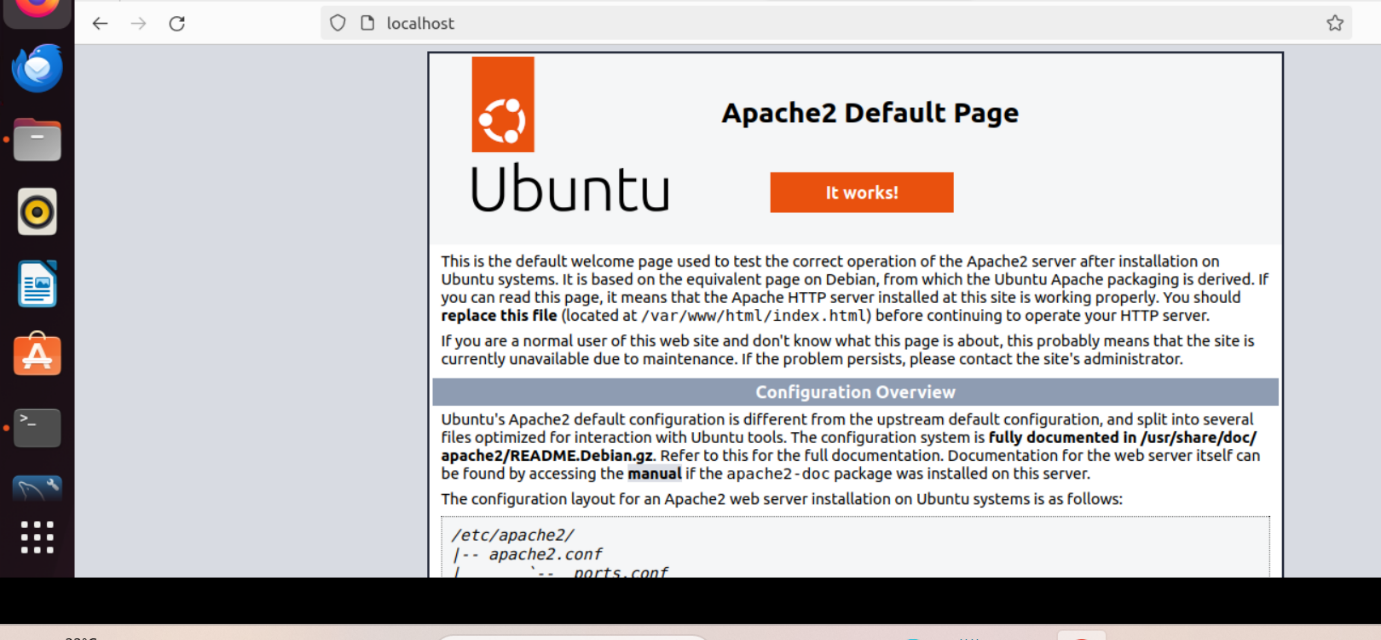 localhost
Apache2 Default Page
Ubuntu
It works!
This is the default welcome page used to test the correct operation of the Apache2 server after installation on
Ubuntu systems. It is based on the equivalent page on Debian, from which the Ubuntu Apache packaging is derived. If
you can read this page, it means that the Apache HTTP server installed at this site is working properly. You should
replace this file (located at /var/www/html/index.html) before continuing to operate your HTTP server.
If you are a normal user of this web site and don't know what this page is about, this probably means that the site is
currently unavailable due to maintenance. If the problem persists, please contact the site's administrator.
Configuration Overview
Ubuntu's Apache2 default configuration is different from the upstream default configuration, and split into several
files optimized for interaction with Ubuntu tools. The configuration system is fully documented in /usr/share/doc/
apache2/README.Debian.gz. Refer to this for the full documentation. Documentation for the web server itself can
be found by accessing the manual if the apache2-doc package was installed on this server.
The configuration layout for an Apache2 web server installation on Ubuntu systems is as follows:
/etc/apache2/
|-- apache2.conf
|       `--  ports.conf